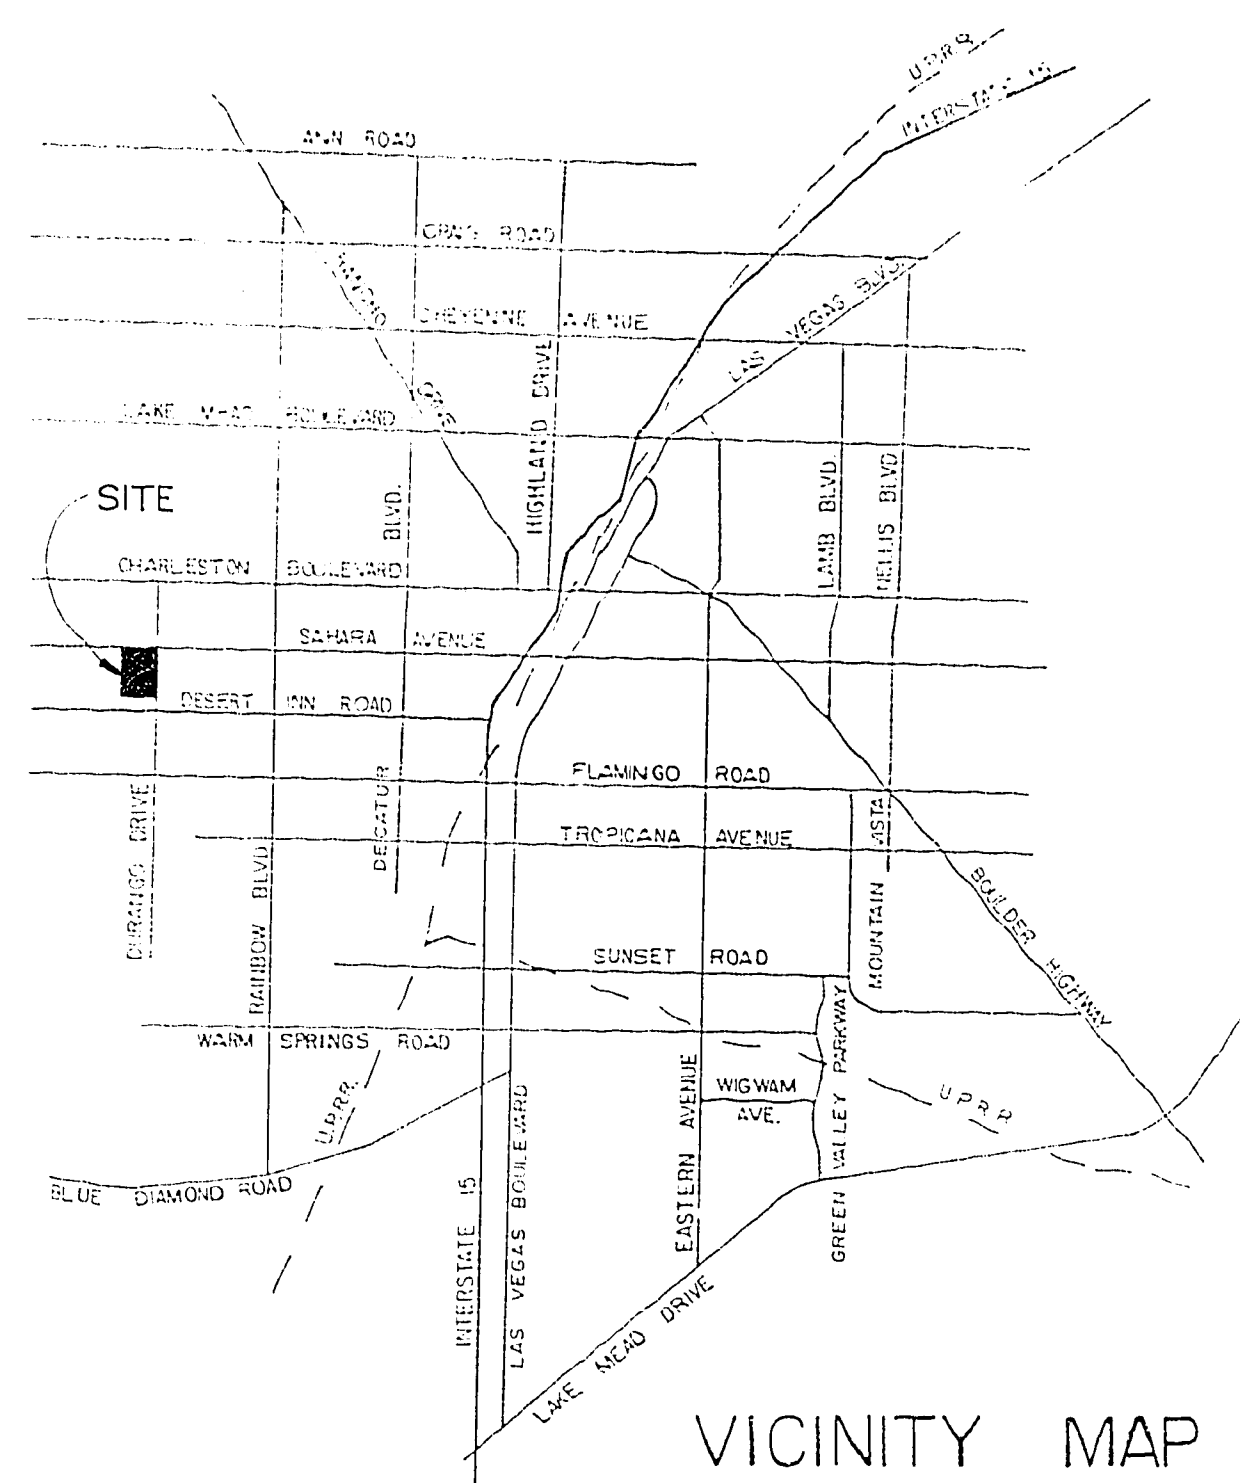 U.P.R.R.
INTERSTATE 15
ANN ROAD
CRAIG ROAD
RANCHO DRIVE
CHEYENNE AVENUE
LAS VEGAS BLVD.
HIGHLAND DRIVE
LAKE MEAD BOULEVARD
SITE
BLVD.
LAMB BLVD.
NELLIS BLVD.
CHARLESTON BOULEVARD
SAHARA AVENUE
DESERT INN ROAD
FLAMINGO ROAD
DECATUR
DURANGO DRIVE
RAINBOW BLVD.
TROPICANA AVENUE
MOUNTAIN VISTA
BOULDER HIGHWAY
SUNSET ROAD
WARM SPRINGS ROAD
GREEN VALLEY PARKWAY
U.P.R.R.
EASTERN AVENUE
WIGWAM
AVE.
U.P.R.R.
BLUE DIAMOND ROAD
INTERSTATE 15
LAS VEGAS BOULEVARD
LAKE MEAD DRIVE
VICINITY MAP